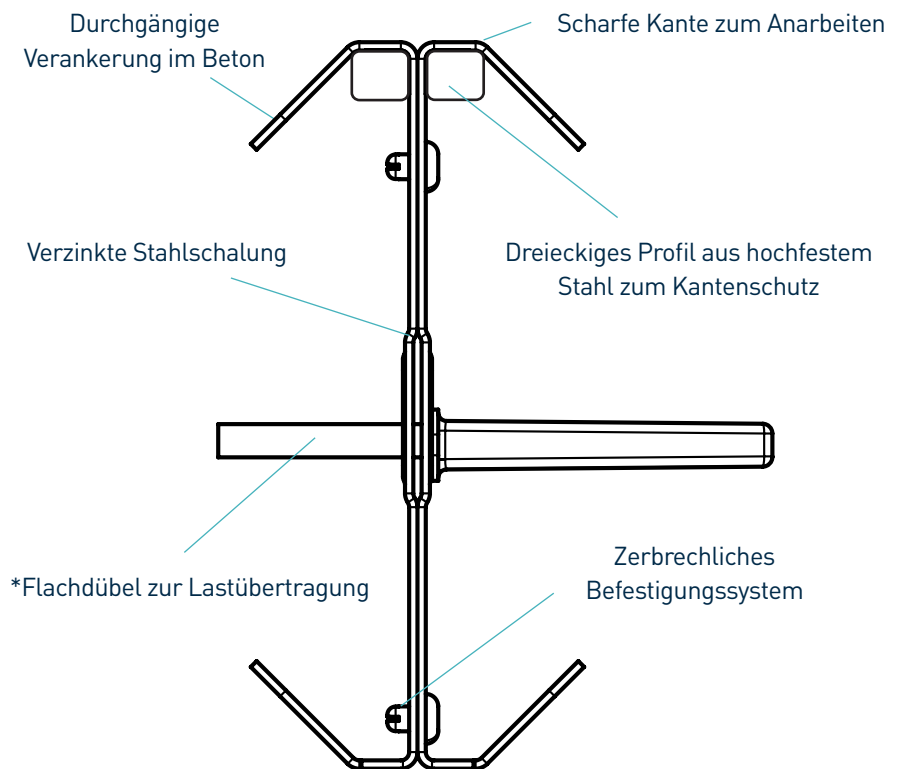 Durchgängige
Verankerung im Beton
Scharfe Kante zum Anarbeiten
Verzinkte Stahlschalung
Dreieckiges Profil aus hochfestem
Stahl zum Kantenschutz
*Flachdübel zur Lastübertragung
Zerbrechliches
Befestigungssystem